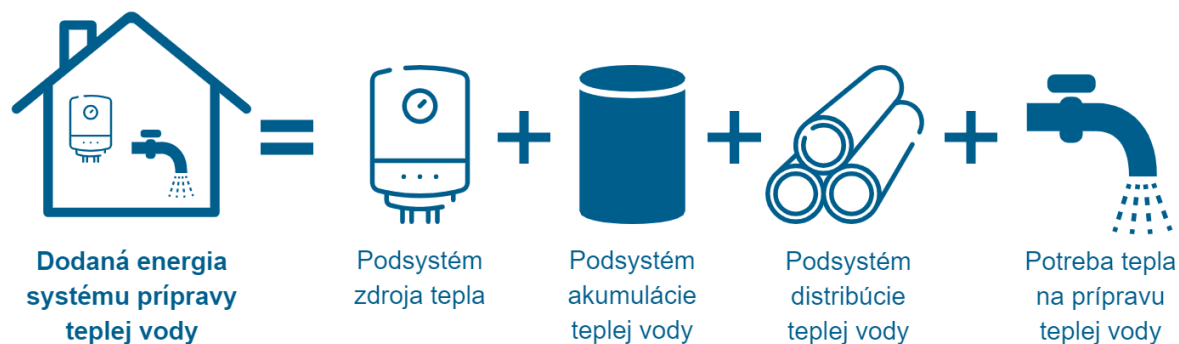 Dodaná energia
systému prípravy
teplej vody
Podsystém
zdroja tepla
Podsystém
akumulácie
teplej vody
Podsystém
distribúcie
teplej vody
Potreba tepla
na prípravu
teplej vody